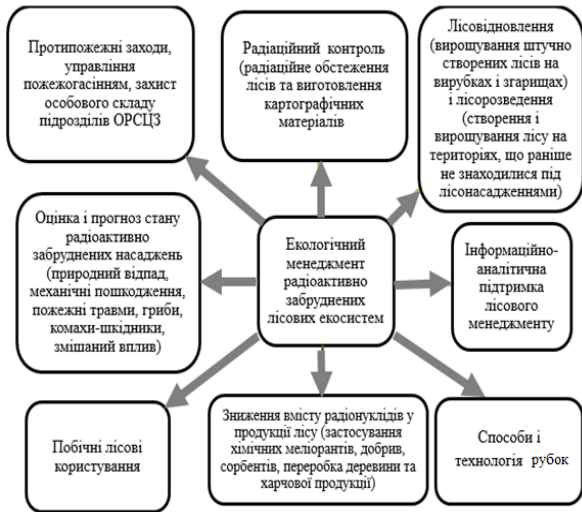 Протипожежні заходи,
управління
пожежогасінням, захист
особового складу
підрозділів ОРСЦЗ
Радіаційний контроль
(радіаційне обстеження
лісів та виготовлення
картографічних
матеріалів
Лісовідновлення
(вирощування штучно
створених лісів на
вирубках і згарищах)
і лісорозведення
(створення і
вирощування лісу на
територіях, що раніше
не знаходилися під
лісонасадженнями)
Оцінка і прогноз стану
радіоактивно
забруднених насаджень
(природний відпад,
механічні пошкодження,
пожежні травми, гриби,
комахи-шкідники,
змішаний вплив)
Екологічний
менеджмент
радіоактивно
забруднених
лісових екосистем
Інформаційно-
аналітична
підтримка
лісового
менеджменту
Побічні лісові
користування
Зниження вмісту радіонуклідів у
продукції лісу (застосування
хімічних меліорантів, добрив,
сорбентів, переробка деревини та
харчової продукції)
Способи і
технологія рубок